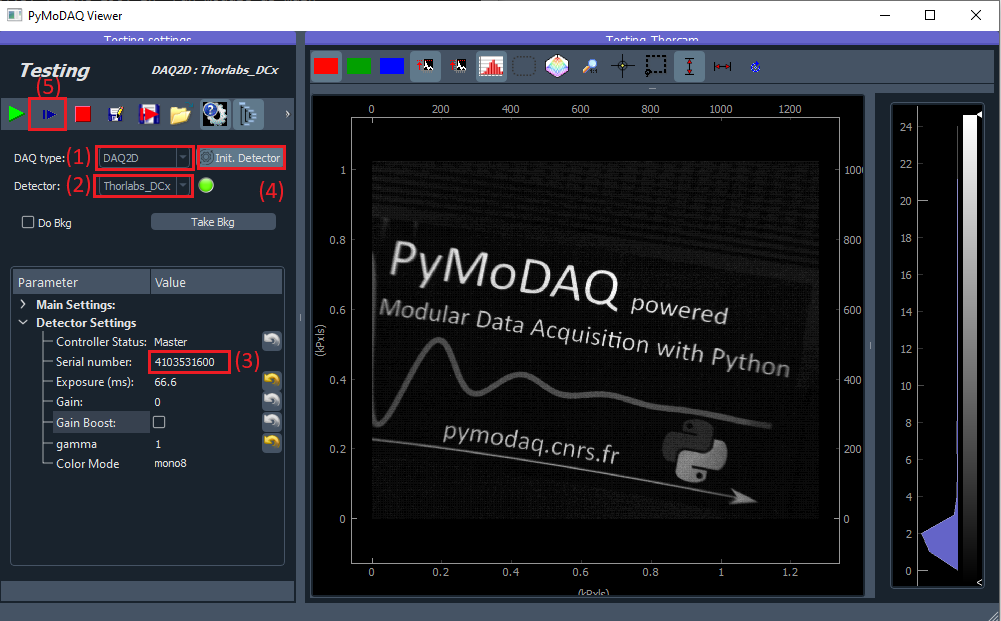 PyMoDAQ Viewer
Testing settings
Testing Thorcam
Testing
DAQ2D : Thorlabs_DCx
(5)
DAQ type: (1) DAQ2D Init. Detector
Detector: (2) Thorlabs_DCx (4)
Do Bkg Take Bkg
Parameter Value
Main Settings:
Detector Settings
Controller Status: Master
Serial number: 4103531600 (3)
Exposure (ms): 66.6
Gain: 0
Gain Boost:
gamma 1
Color Mode mono8
0 200 400 600 800 1000 1200
1 0.8 0.6 0.4 0.2 0
(kPxls)
PyMoDAQ powered
Modular Data Acquisition with Python
pymodaq.cnrs.fr
800 600 400 200 0
0 0.2 0.4 0.6 0.8 1 1.2
(kPxls)
24 22 20 18 16 14 12 10 8 6 4 2 0